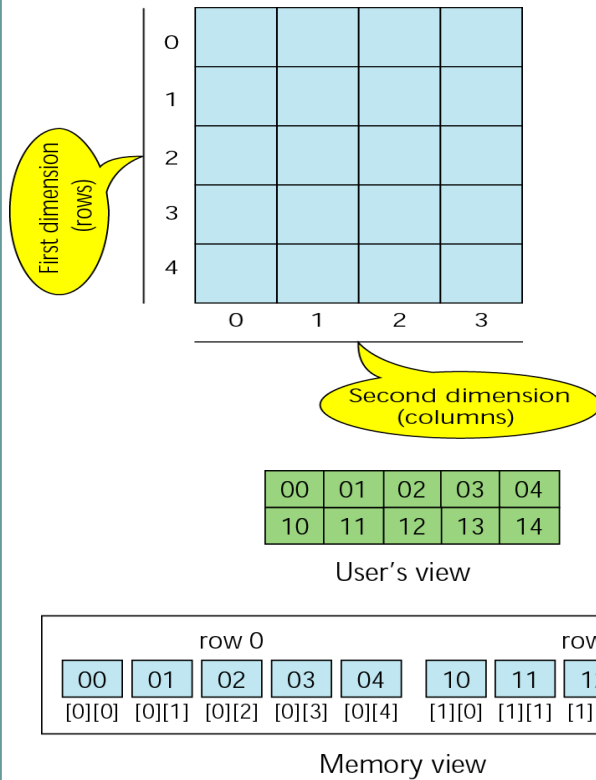 0
1
2
3
4
First dimension
(rows)
0 1 2 3
Second dimension
(columns)
00 01 02 03 04
10 11 12 13 14
User's view
row 0 row
00 01 02 03 04 10 11
[0][0] [0][1] [0][2] [0][3] [0][4] [1][0] [1][1] [1]
Memory view